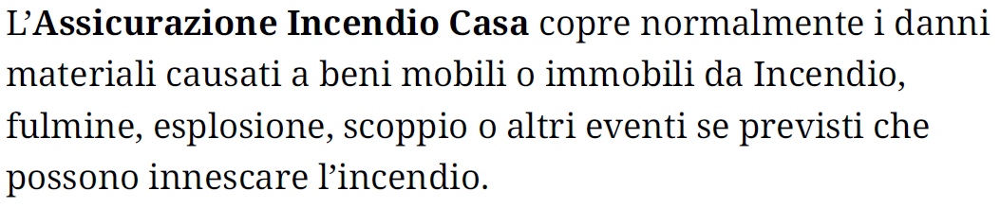 L’Assicurazione Incendio Casa copre normalmente i danni
materiali causati a beni mobili o immobili da Incendio,
fulmine, esplosione, scoppio o altri eventi se previsti che
possono innescare l’incendio.